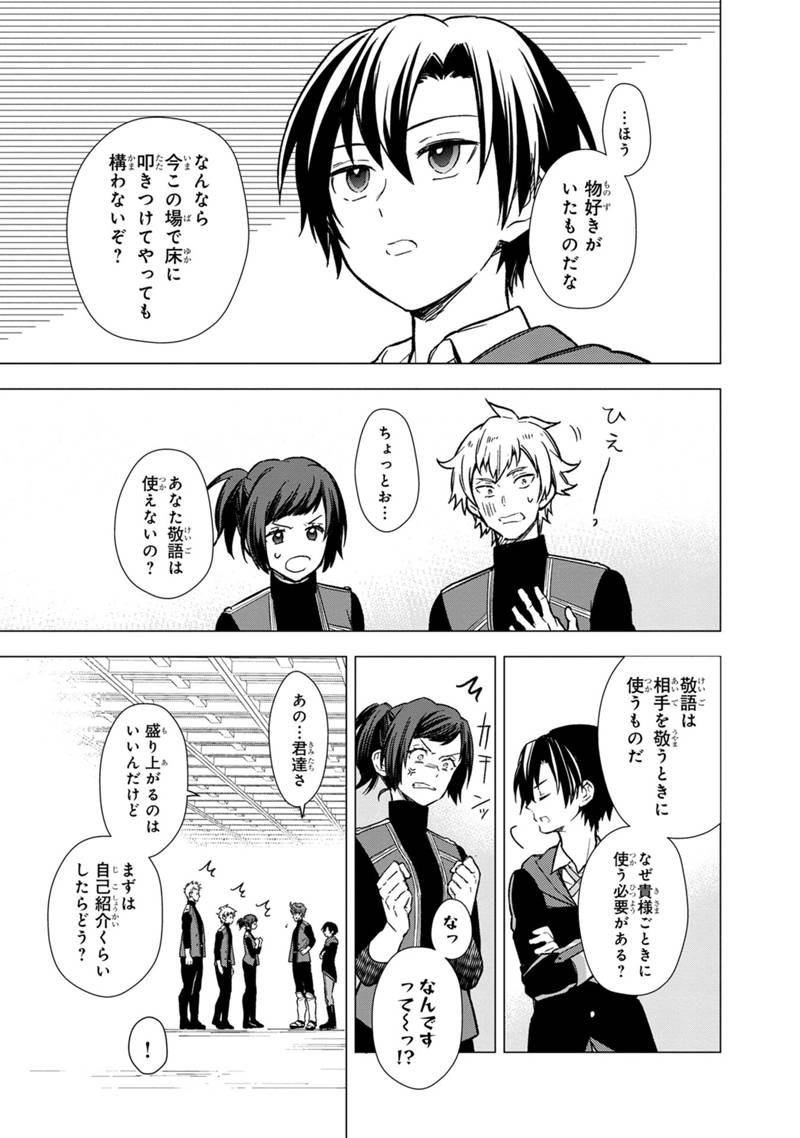 …ほう
物好きが
いたものだな
なんなら
今この場で床に
叩きつけてやっても
構わないぞ？
ひえー
ちょっとお…
あなた敬語は
使えないの？
敬語は
相手を敬うときに
使うものだ
なぜ貴様ごときに
使う必要がある？
カチーンッ
なっ
なんです
って〜っ!?
あの…君達さ
盛り上がるのは
いいんだけど
まずは
自己紹介くらい
したらどう？
！